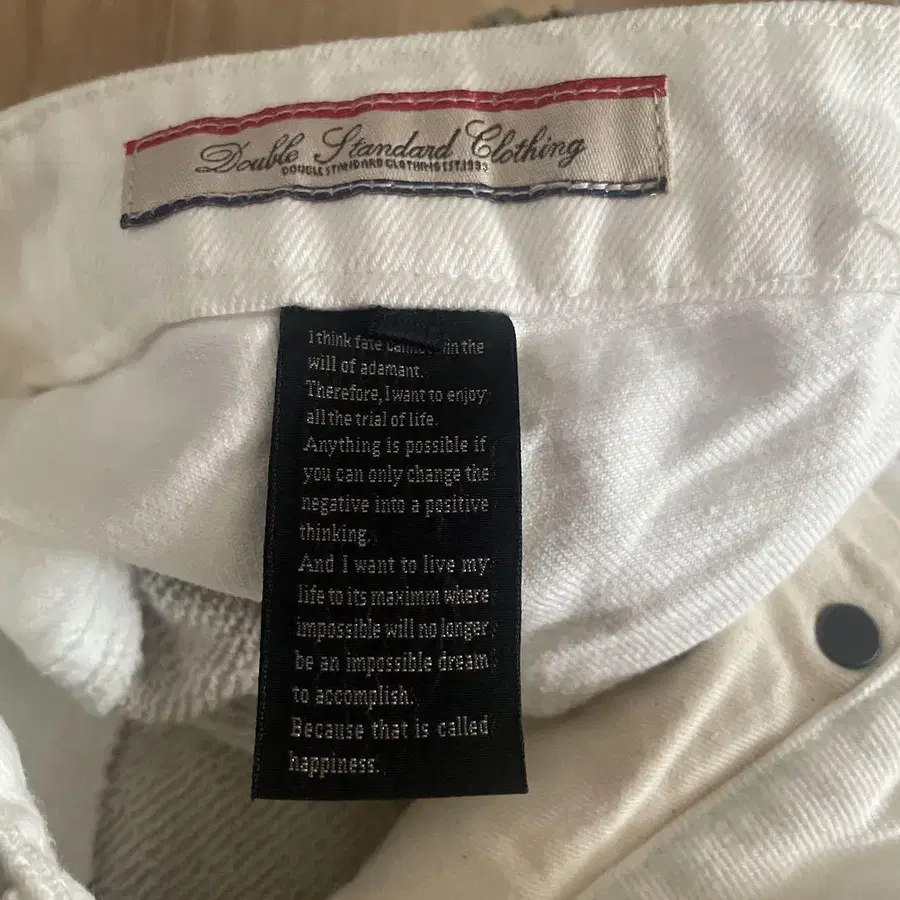 Double Standard Clothing
DOUBLE STANDARD CLOTHING EST.1993
I think fate in the
will of adamant.
Therefore, I want to enjoy
all the trial of life.
Anything is possible if
you can only change the
negative into a positive
thinking.
And I want to live my
life to its maximm where
impossible will no longer
be an impossible dream
to accomplish.
Because that is called
happiness.